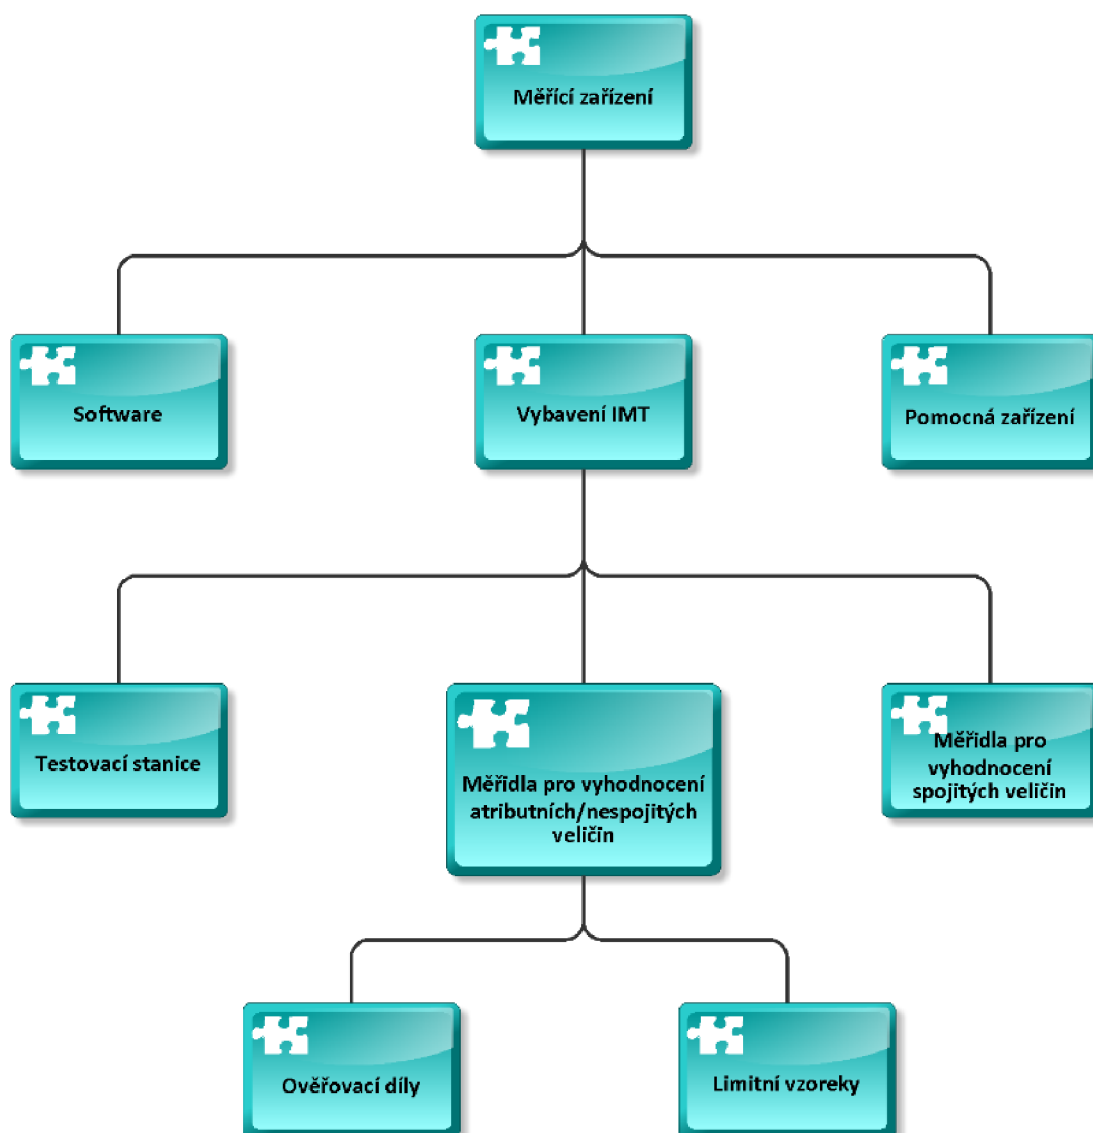 Měřící zařízení
Software
Vybavení IMT
Pomocná zařízení
Testovací stanice
Měřidla pro vyhodnocení
atributních/nespojitých
veličin
Měřidla pro
vyhodnocení
spojitých veličin
Ověřovací díly
Limitní vzoreky